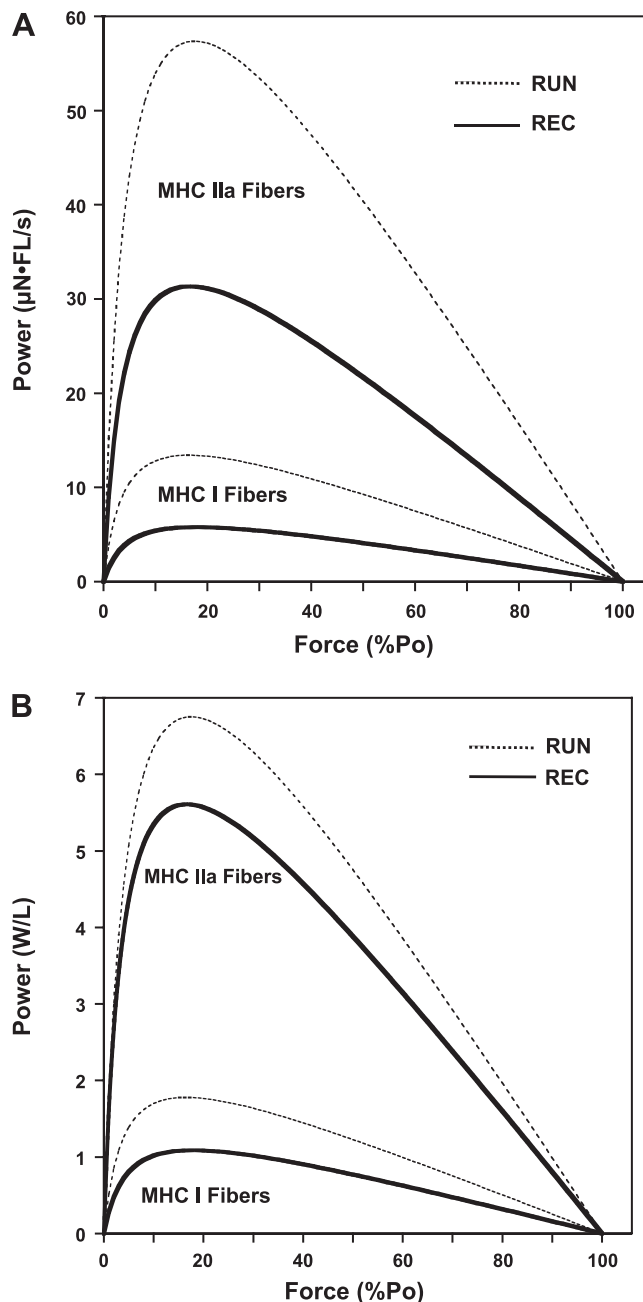 A
60
50
40
30
20
10
0
Power (µN•FL/s)
RUN
REC
MHC IIa Fibers
MHC I Fibers
0 20 40 60 80 100
Force (%Po)
B
7
6
5
4
3
2
1
0
Power (W/L)
RUN
REC
MHC IIa Fibers
MHC I Fibers
0 20 40 60 80 100
Force (%Po)